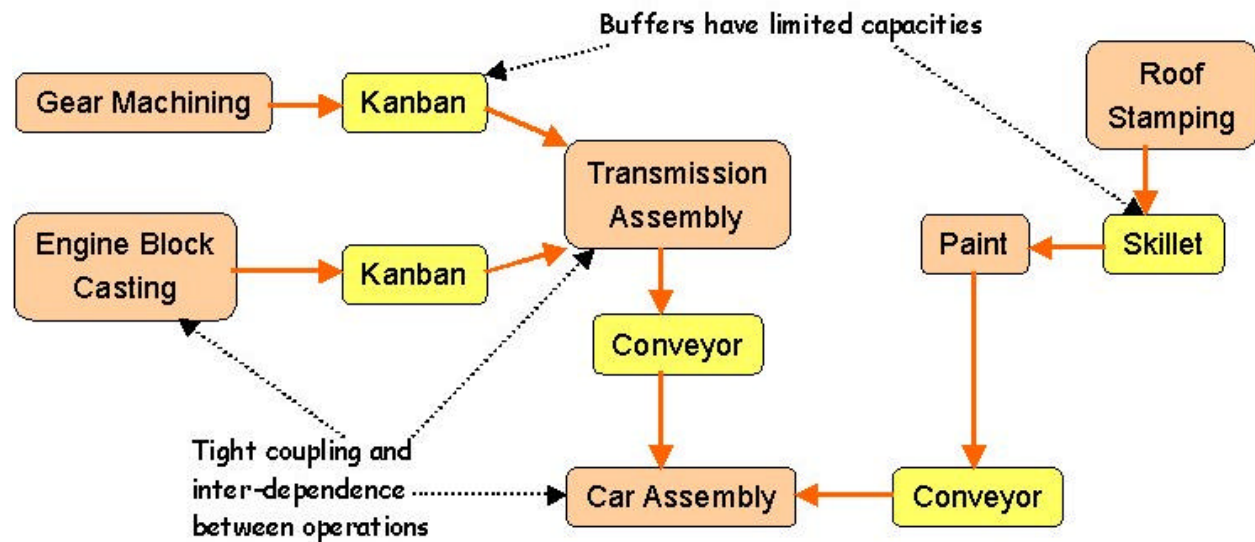 Buffers have limited capacities
Gear Machining
Kanban
Roof
Stamping
Transmission
Assembly
Engine Block
Casting
Kanban
Paint
Skillet
Conveyor
Tight coupling and
inter-dependence
between operations
Car Assembly
Conveyor